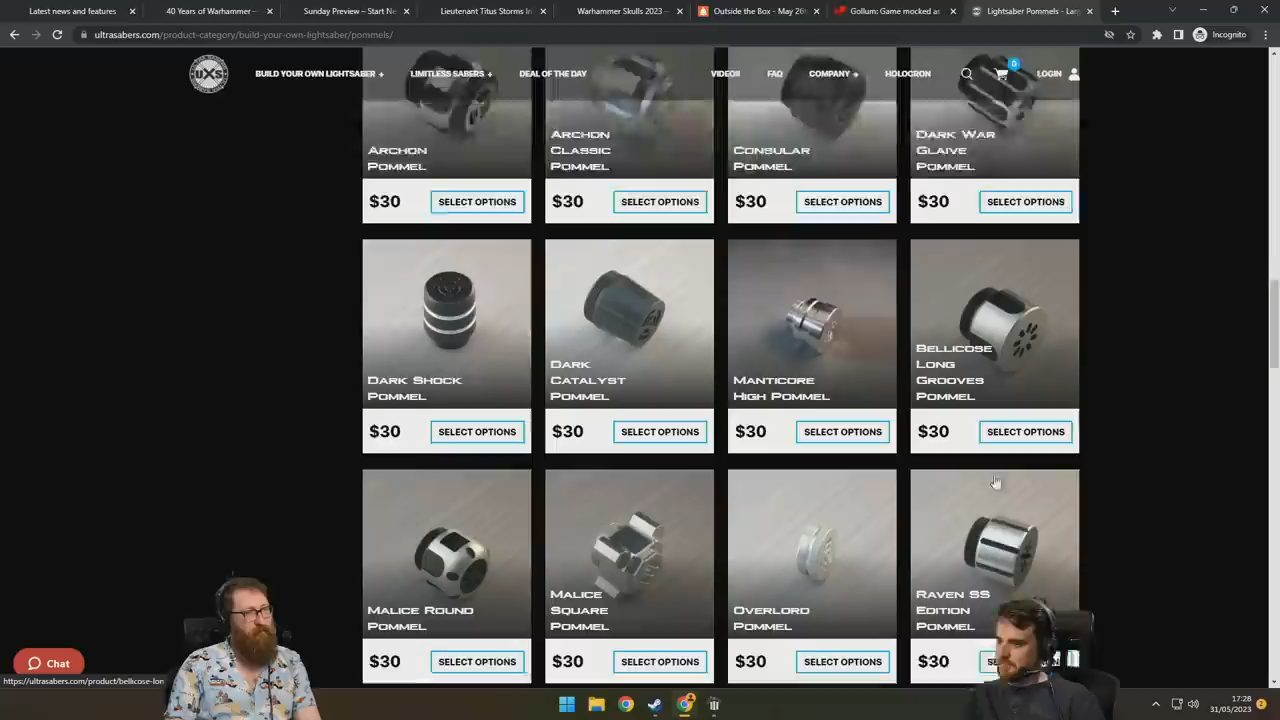 Latest news and features
40 Years of Warhammer –
Sunday Preview – Start Ne
Lieutenant Titus Storms In
Warhammer Skulls 2023 –
Outside the Box - May 26th
Gollum: Game mocked as
Lightsaber Pommels - Larg
ultrasabers.com/product-category/build-your-own-lightsaber/pommels/
Incognito
UXS
BUILD YOUR OWN LIGHTSABER
LIMITLESS SABERS
DEAL OF THE DAY
VIDEOS
FAQ
COMPANY
HOLOCRON
0
LOGIN
ARCHON
POMMEL
ARCHON
CLASSIC
POMMEL
CONSULAR
POMMEL
DARK WAR
GLAIVE
POMMEL
$30 SELECT OPTIONS
$30 SELECT OPTIONS
$30 SELECT OPTIONS
$30 SELECT OPTIONS
DARK SHOCK
POMMEL
DARK
CATALYST
POMMEL
MANTICORE
HIGH POMMEL
BELLICOSE
LONG
GROOVES
POMMEL
$30 SELECT OPTIONS
$30 SELECT OPTIONS
$30 SELECT OPTIONS
$30 SELECT OPTIONS
MALICE ROUND
POMMEL
MALICE
SQUARE
POMMEL
OVERLORD
POMMEL
RAVEN SS
EDITION
POMMEL
$30 SELECT OPTIONS
$30 SELECT OPTIONS
$30 SELECT OPTIONS
$30
Chat
https://ultrasabers.com/product/bellicose-lon
17:28
31/05/2023